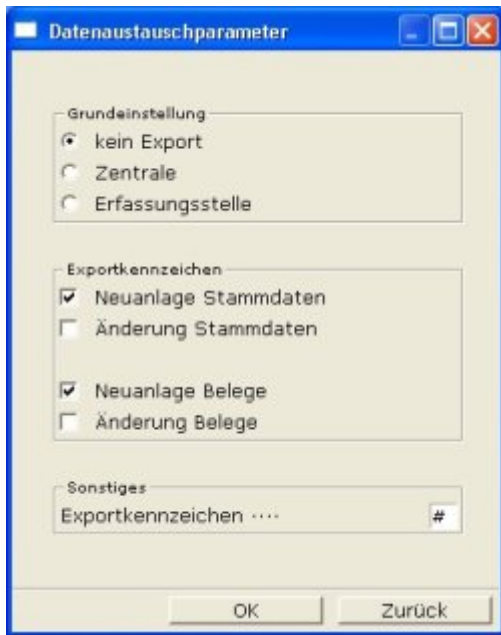 Datenaustauschparameter
Grundeinstellung
kein Export
Zentrale
Erfassungsstelle
Exportkennzeichen
Neuanlage Stammdaten
Änderung Stammdaten
Neuanlage Belege
Änderung Belege
Sonstiges
Exportkennzeichen ···· #
OK Zurück